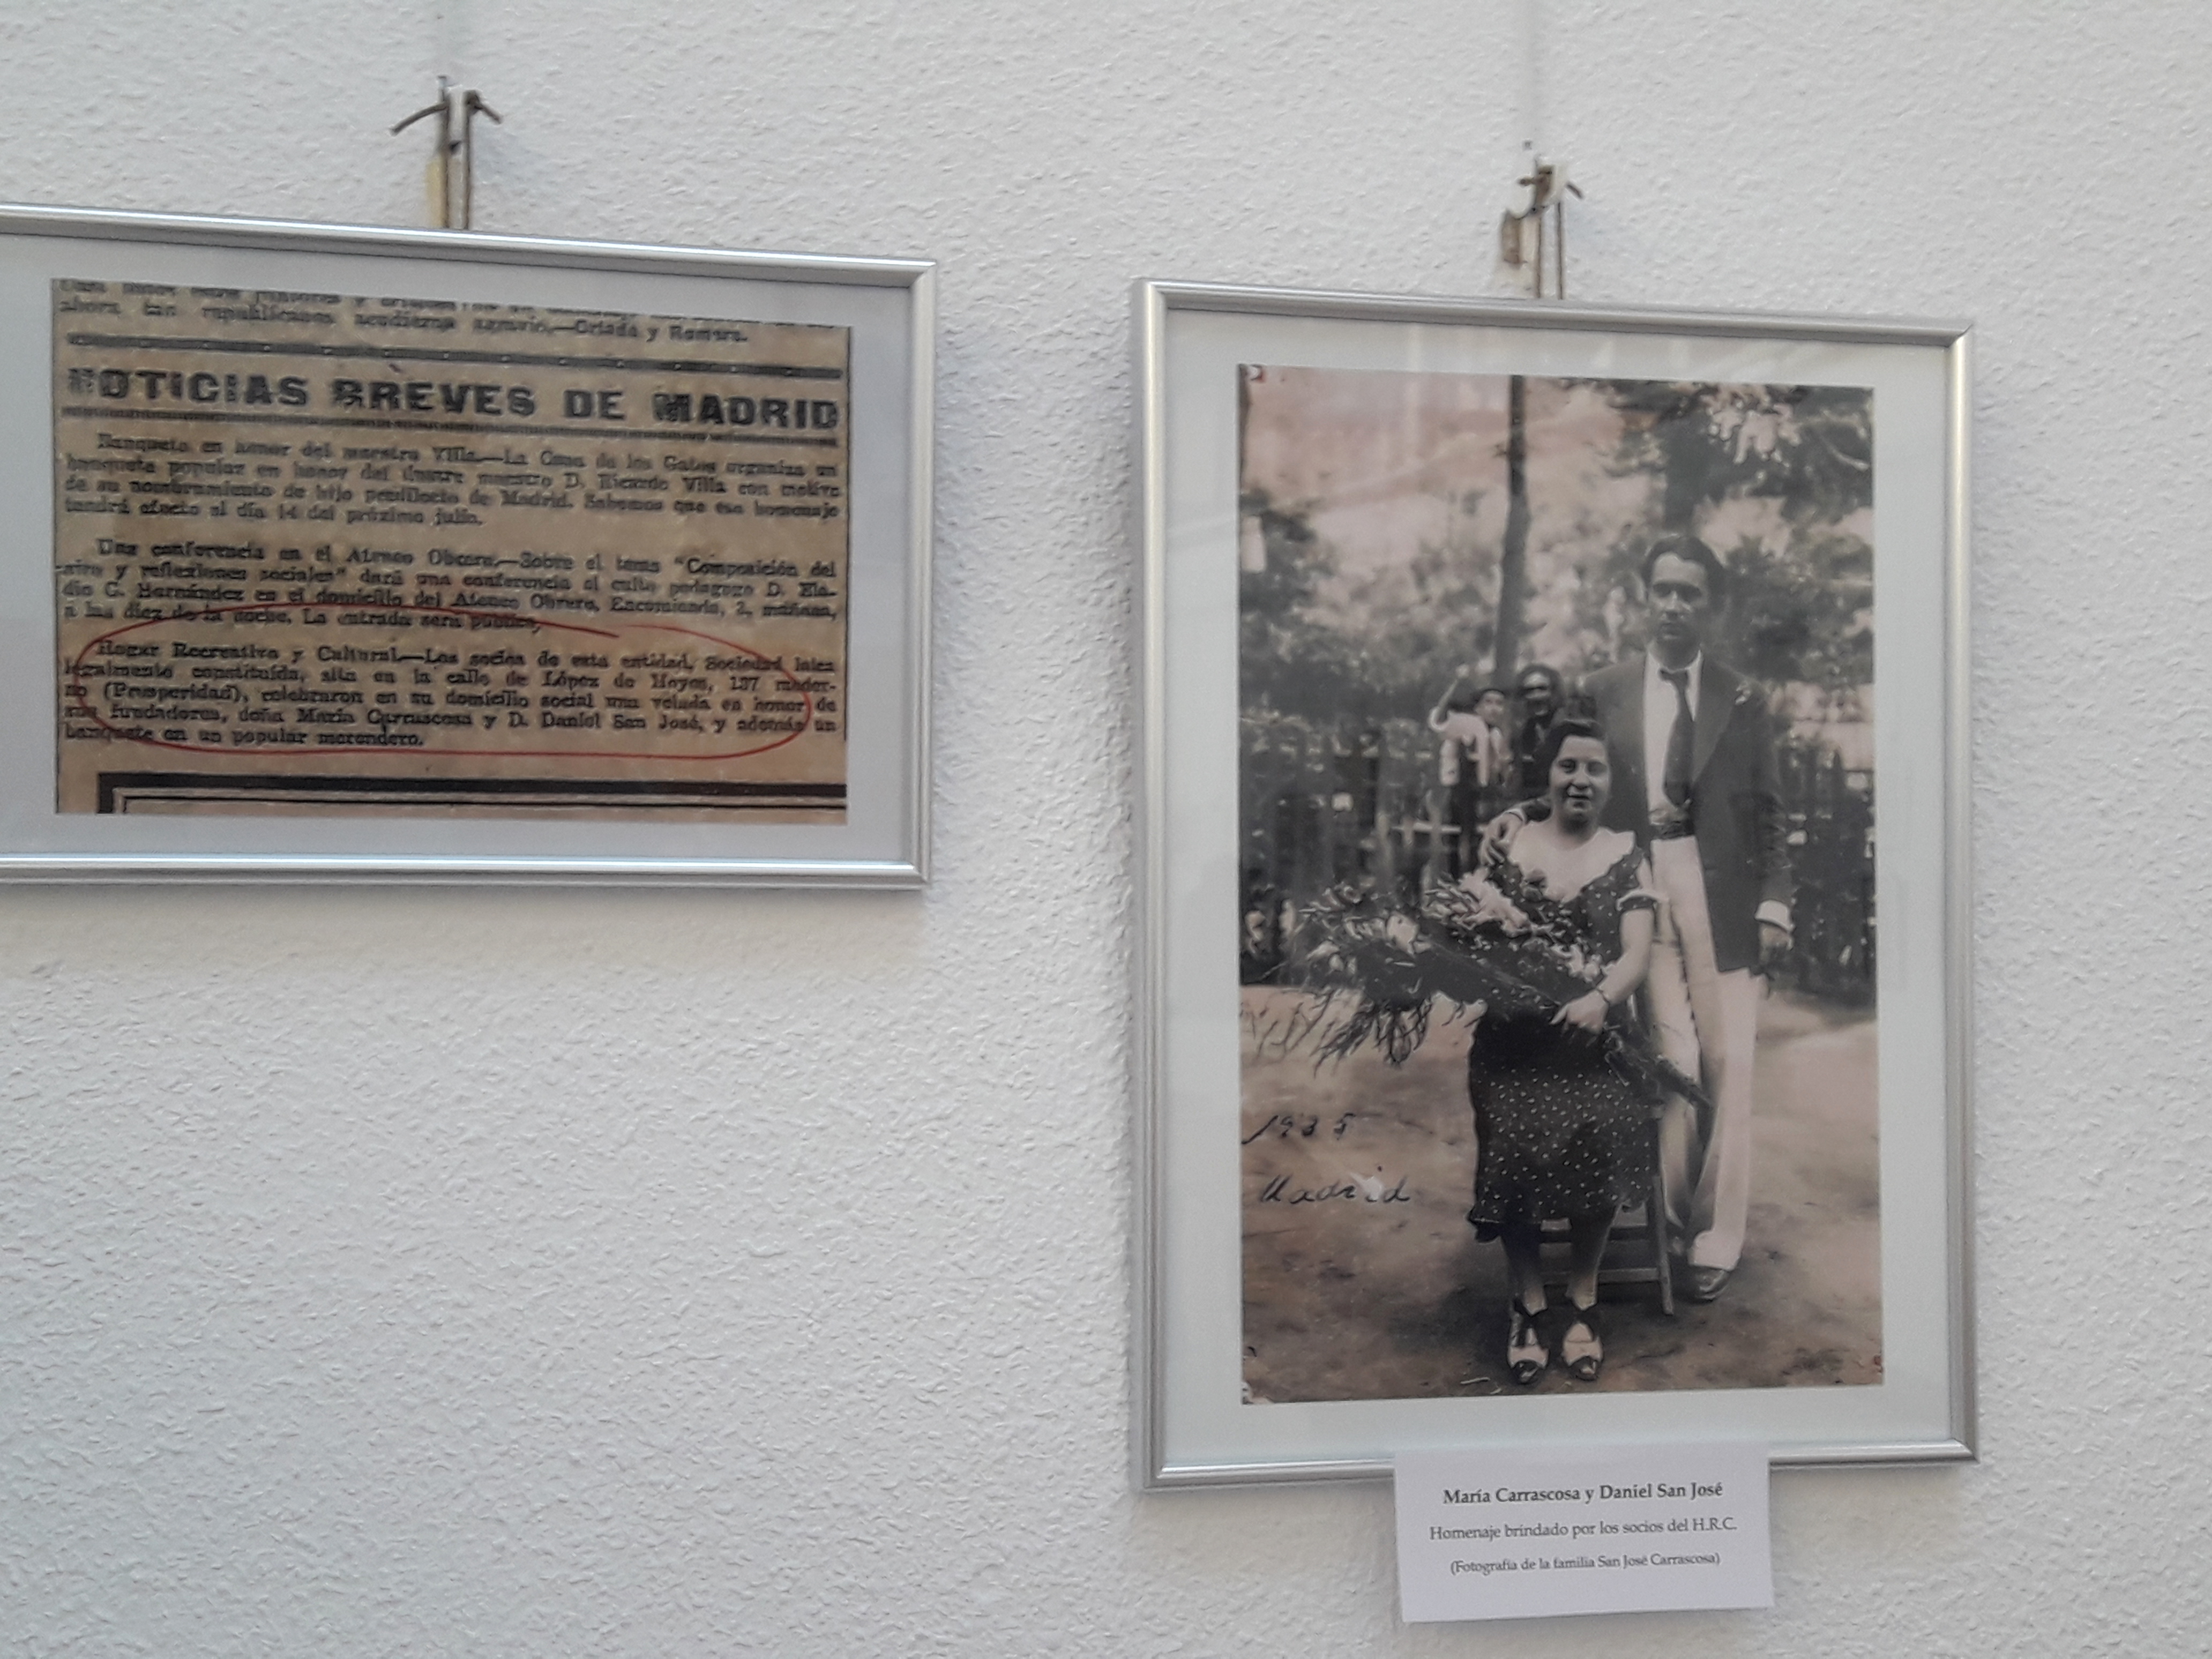 ahora tan republicanos acudieron agravio.—Criado y Romero.
NOTICIAS BREVES DE MADRID
Banquete en honor del maestro Villa.—La Casa de los Gatos organiza un
banquete popular en honor del ilustre maestro D. Ricardo Villa con motivo
de su nombramiento de hijo predilecto de Madrid. Sabemos que ese homenaje
tendrá efecto el día 14 del próximo julio.
Una conferencia en el Ateneo Obrero.—Sobre el tema "Composición del
aire y reflexiones sociales" dará una conferencia el culto pedagogo D. Ela-
dio G. Hernández en el domicilio del Ateneo Obrero, Encomienda, 2, mañana,
a las diez de la noche. La entrada será pública.
Hogar Recreativo y Cultural.—Los socios de esta entidad, Sociedad laica
legalmente constituída, sita en la calle de López de Hoyos, 137 moder-
no (Prosperidad), celebraron en su domicilio social una velada en honor de
sus fundadores, doña María Carrascosa y D. Daniel San José, y además un
banquete en un popular merendero.
1935
Madrid
María Carrascosa y Daniel San José
Homenaje brindado por los socios del H.R.C.
(Fotografía de la familia San José Carrascosa)